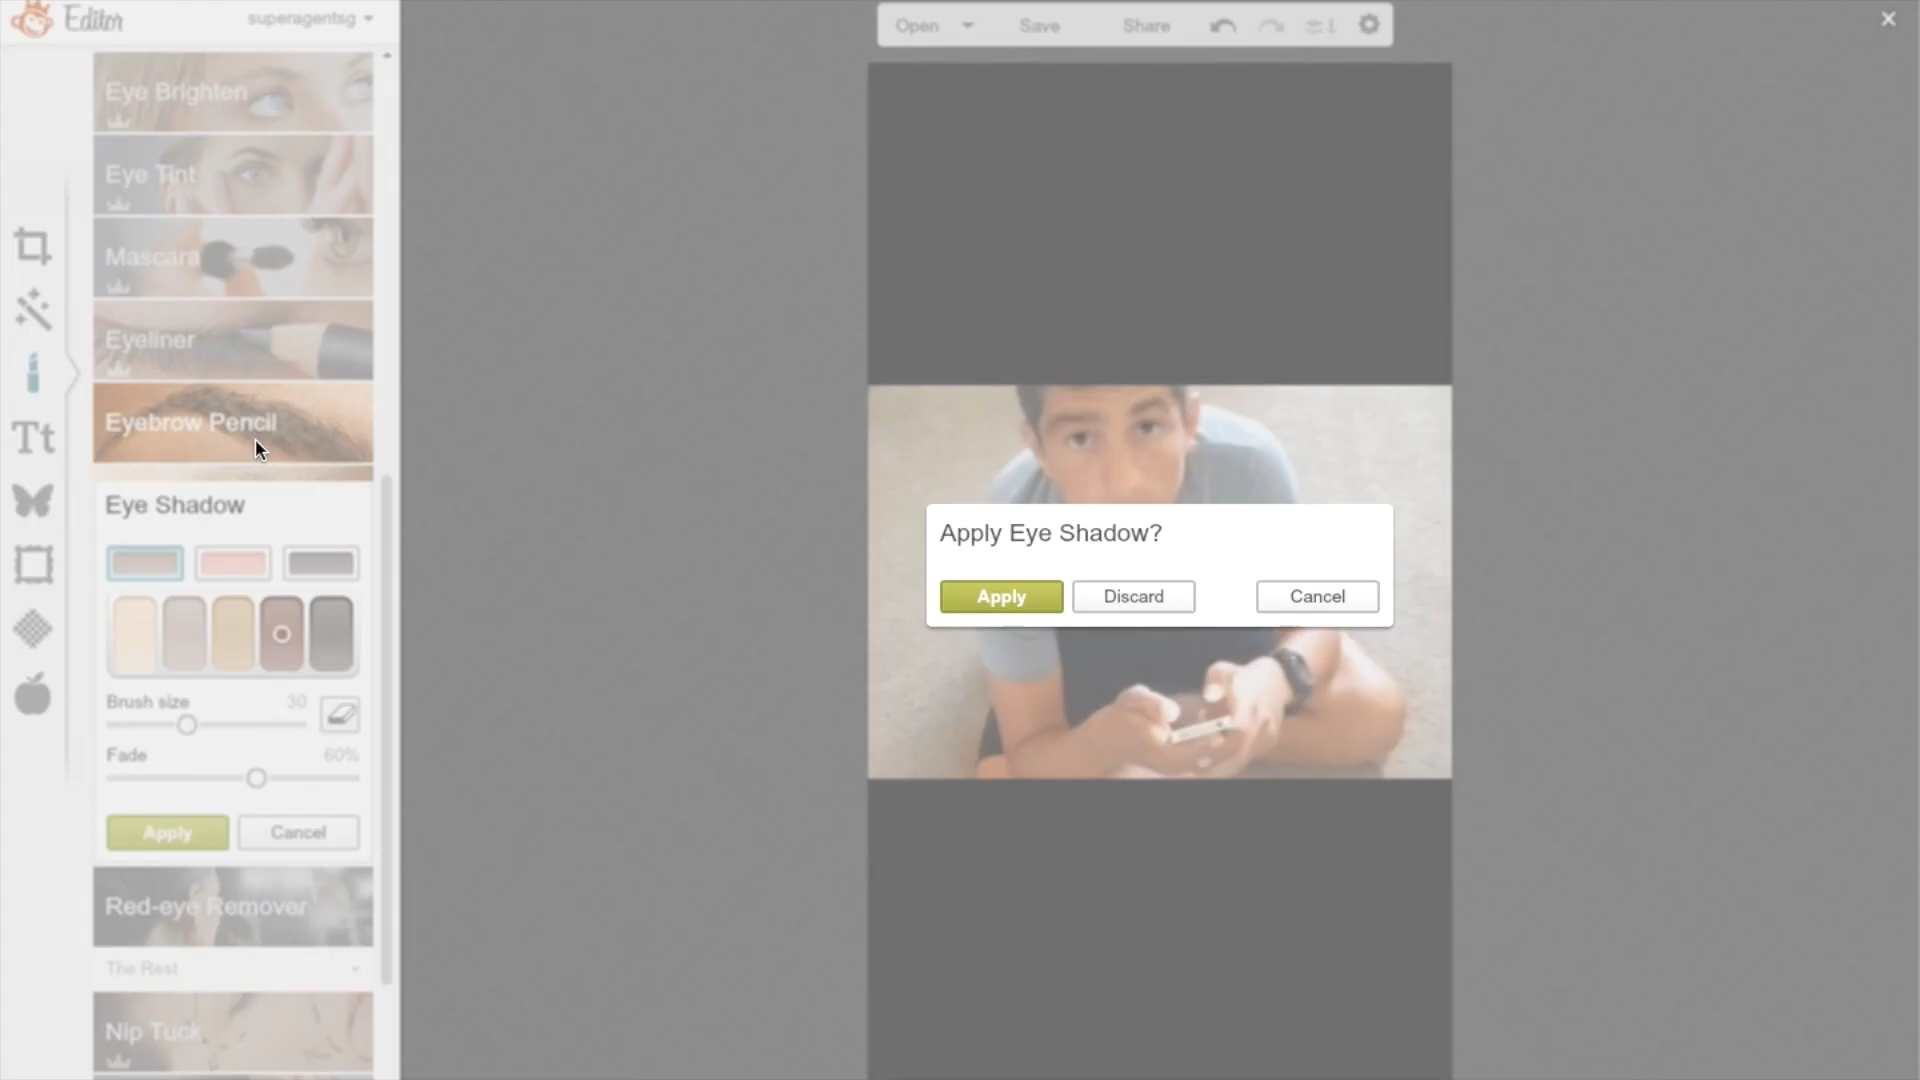 Editor
superagentsg
Open
Save
Share
Eye Brighten
Eye Tint
Mascara
Eyeliner
Eyebrow Pencil
Tt
Eye Shadow
Apply Eye Shadow?
Apply
Discard
Cancel
Brush size 30
Fade 60%
Apply
Cancel
Red-eye Remover
The Rest
Nip Tuck